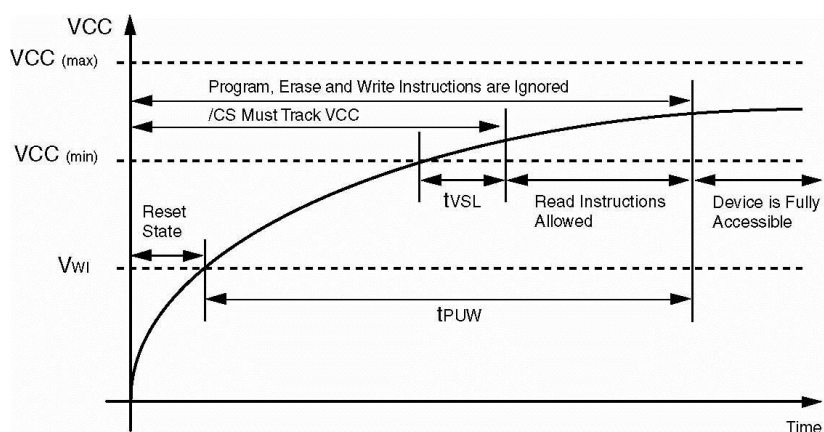 VCC
VCC (max)
Program, Erase and Write Instructions are Ignored
/CS Must Track VCC
VCC (min)
tVSL
Read Instructions
Allowed
Device is Fully
Accessible
Reset
State
VWI
tPUW
Time